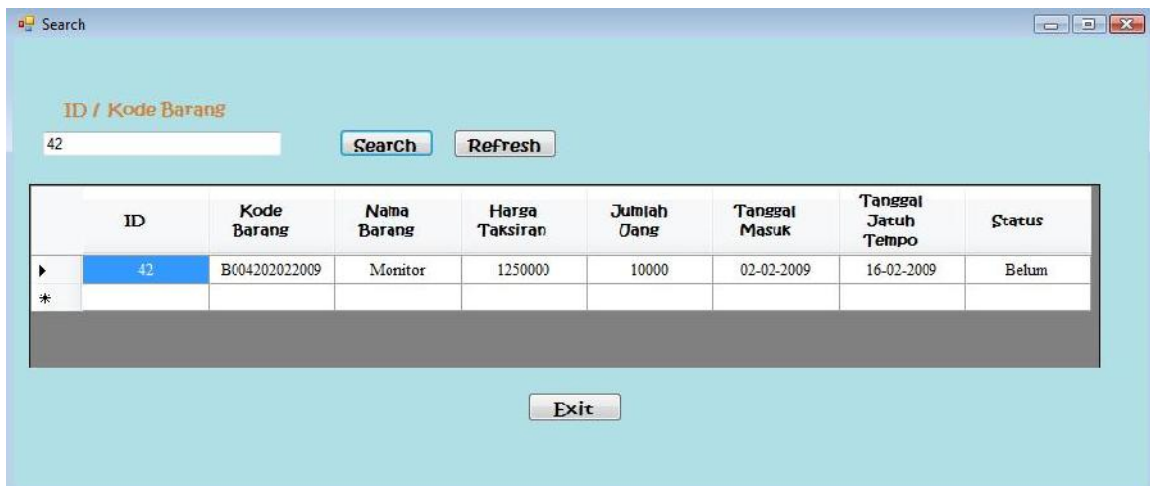 Search
ID / Kode Barang
42
Search Refresh
ID Kode Barang Nama Barang Harga Taksiran Jumlah Uang Tanggal Masuk Tanggal Jatuh Tempo Status
42 B004202022009 Monitor 1250000 10000 02-02-2009 16-02-2009 Belum
Exit